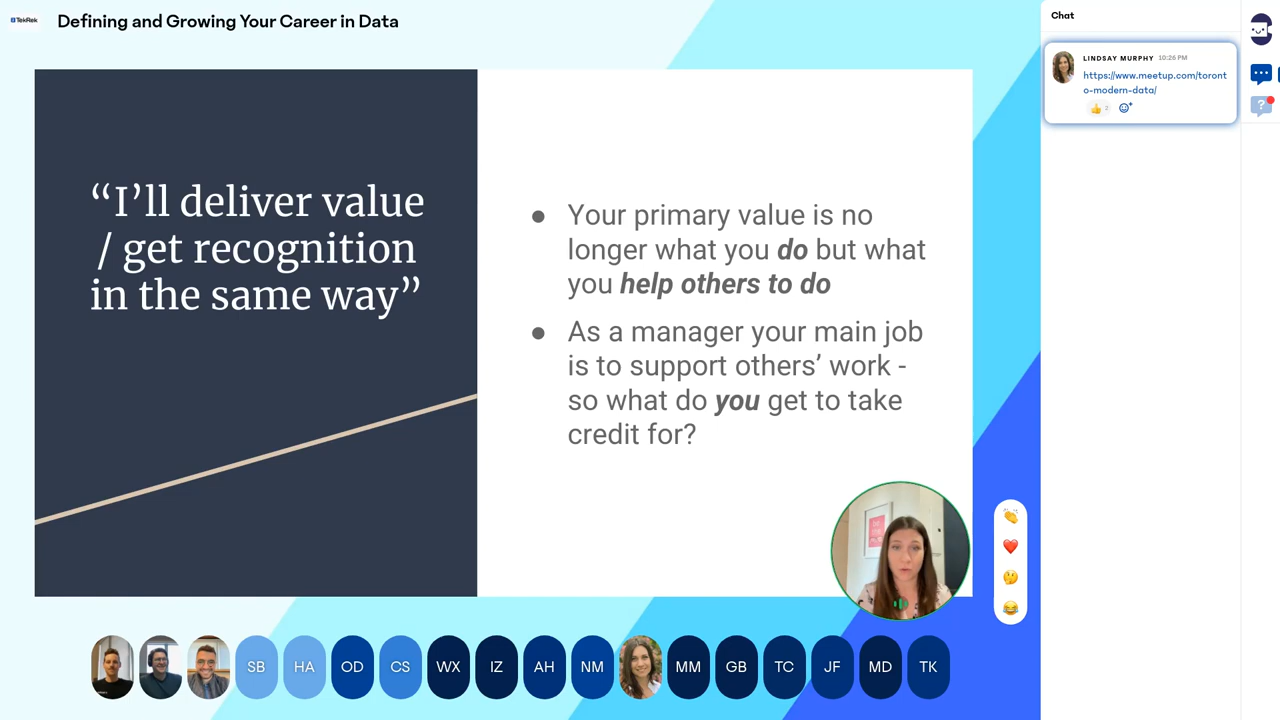 TekRek
Defining and Growing Your Career in Data
“I’ll deliver value
/ get recognition
in the same way”
● Your primary value is no
longer what you do but what
you help others to do
● As a manager your main job
is to support others’ work -
so what do you get to take
credit for?
SB HA OD CS WX IZ AH NM MM GB TC JF MD TK
Chat
LINDSAY MURPHY 10:26 PM
https://www.meetup.com/toront
o-modern-data/
2